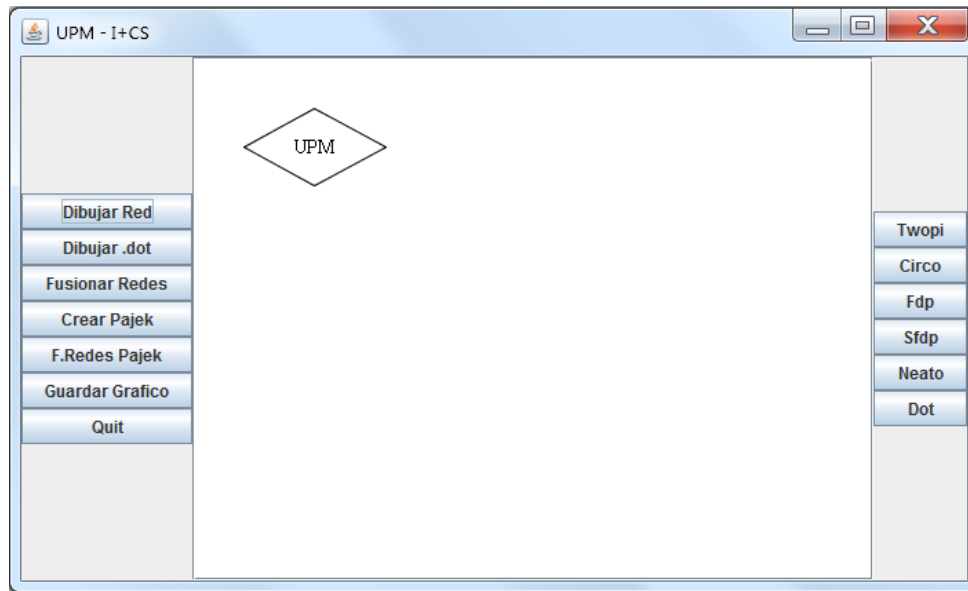 UPM - I+CS
UPM
Dibujar Red
Dibujar .dot
Fusionar Redes
Crear Pajek
F.Redes Pajek
Guardar Grafico
Quit
Twopi
Circo
Fdp
Sfdp
Neato
Dot